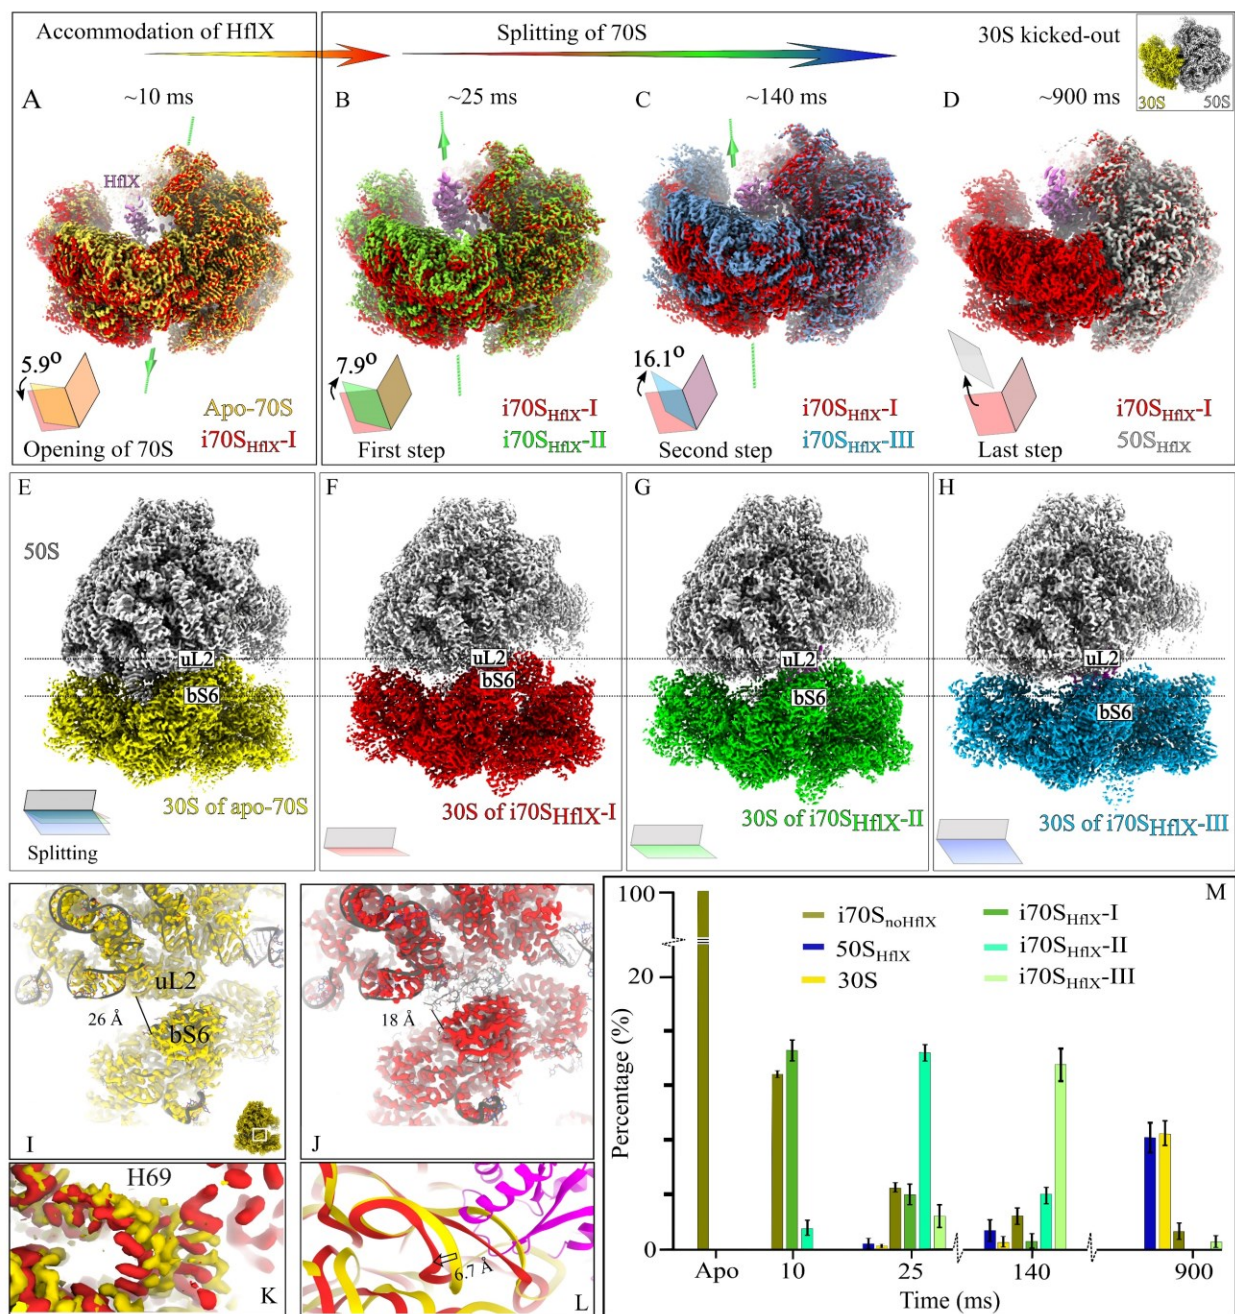 Accommodation of HflX
Splitting of 70S
30S kicked-out
30S
50S
A
~10 ms
HflX
5.9°
Apo-70S
i70SHflX-I
Opening of 70S
B
~25 ms
7.9°
i70SHflX-I
i70SHflX-II
First step
C
~140 ms
16.1°
i70SHflX-I
i70SHflX-III
Second step
D
~900 ms
i70SHflX-I
50SHflX
Last step
E
50S
uL2
bS6
30S of apo-70S
Splitting
F
uL2
bS6
30S of i70SHflX-I
G
uL2
bS6
30S of i70SHflX-II
H
uL2
bS6
30S of i70SHflX-III
uL2
26 Å
bS6
I
18 Å
J
H69
K
6.7 Å
L
M
100
20
0
Percentage (%)
i70SnoHflX
50SHflX
30S
i70SHflX-I
i70SHflX-II
i70SHflX-III
Apo
10
25
140
900
Time (ms)